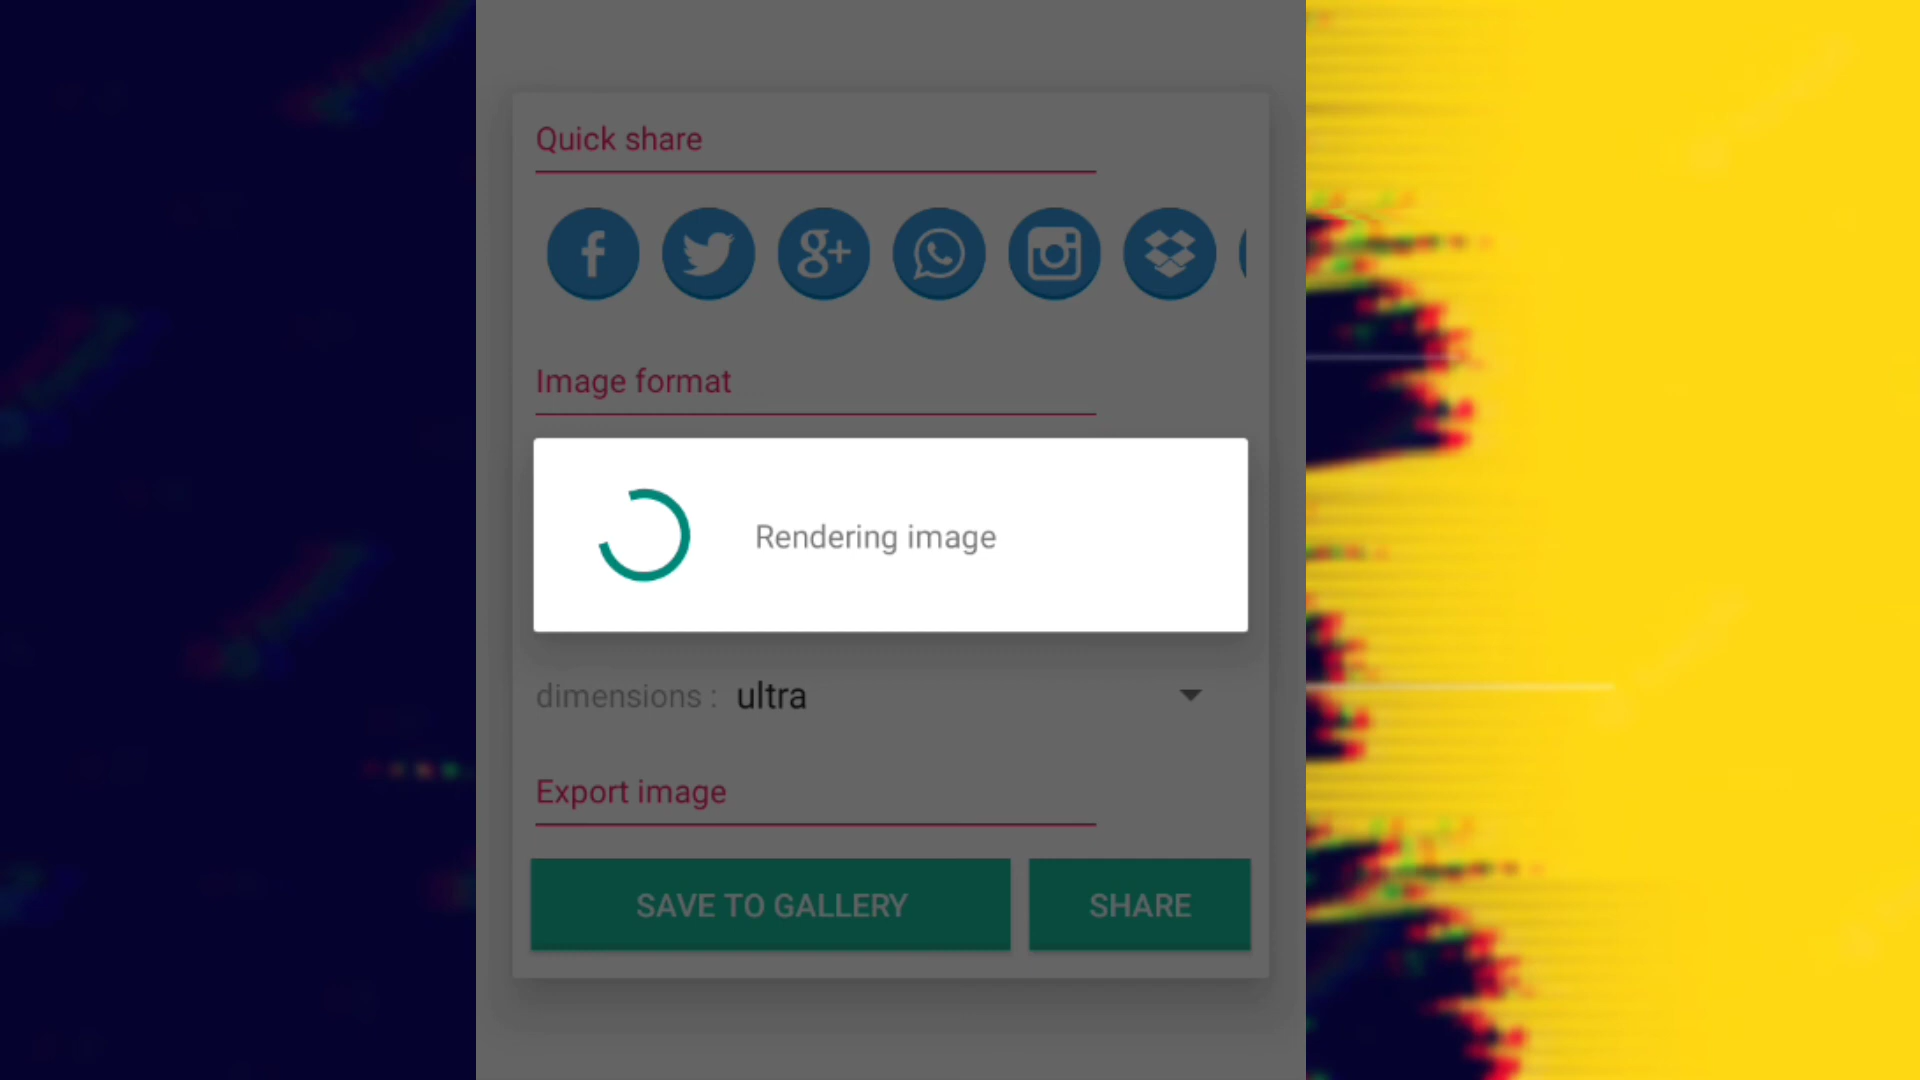 Quick share
Image format
Rendering image
dimensions : ultra
Export image
SAVE TO GALLERY
SHARE